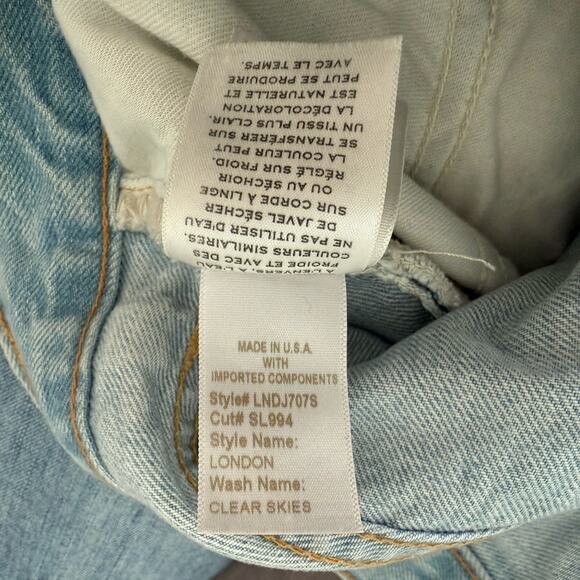 À L'ENVERS, À L'EAU
FROIDE ET AVEC DES
COULEURS SIMILAIRES.
NE PAS UTILISER D'EAU
DE JAVEL. SÉCHER
SUR CORDE À LINGE
OU AU SÉCHOIR
RÉGLÉ SUR FROID.
LA COULEUR PEUT
SE TRANSFÉRER SUR
UN TISSU PLUS CLAIR.
LA DÉCOLORATION
EST NATURELLE ET
PEUT SE PRODUIRE
AVEC LE TEMPS.
MADE IN U.S.A.
WITH
IMPORTED COMPONENTS
Style# LNDJ707S
Cut# SL994
Style Name:
LONDON
Wash Name:
CLEAR SKIES